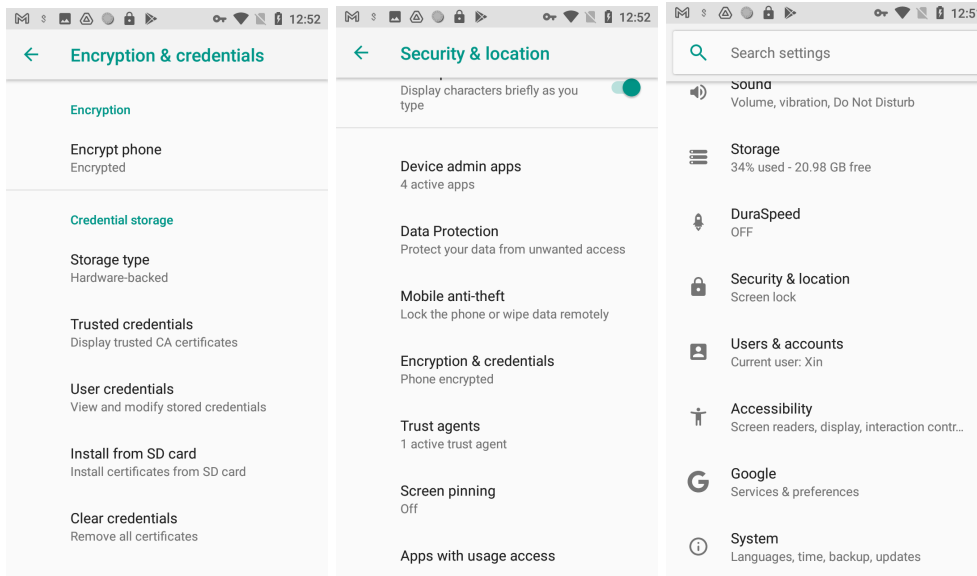 12:52
Encryption & credentials
Encryption
Encrypt phone
Encrypted
Credential storage
Storage type
Hardware-backed
Trusted credentials
Display trusted CA certificates
User credentials
View and modify stored credentials
Install from SD card
Install certificates from SD card
Clear credentials
Remove all certificates
12:52
Security & location
Display characters briefly as you
type
Device admin apps
4 active apps
Data Protection
Protect your data from unwanted access
Mobile anti-theft
Lock the phone or wipe data remotely
Encryption & credentials
Phone encrypted
Trust agents
1 active trust agent
Screen pinning
Off
Apps with usage access
12:5
Search settings
Sound
Volume, vibration, Do Not Disturb
Storage
34% used - 20.98 GB free
DuraSpeed
OFF
Security & location
Screen lock
Users & accounts
Current user: Xin
Accessibility
Screen readers, display, interaction contr…
Google
Services & preferences
System
Languages, time, backup, updates